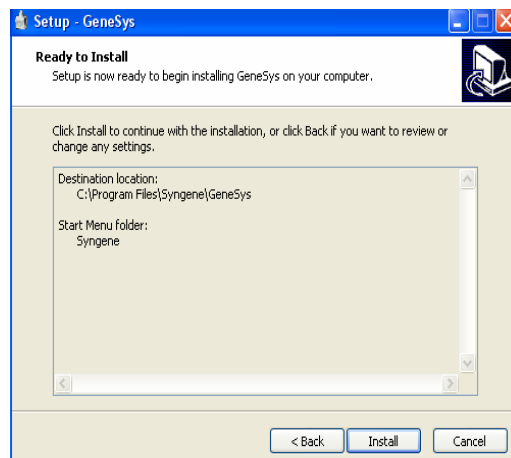 Setup - GeneSys
Ready to Install
Setup is now ready to begin installing GeneSys on your computer.
Click Install to continue with the installation, or click Back if you want to review or
change any settings.
Destination location:
C:\Program Files\Syngene\GeneSys
Start Menu folder:
Syngene
< Back
Install
Cancel